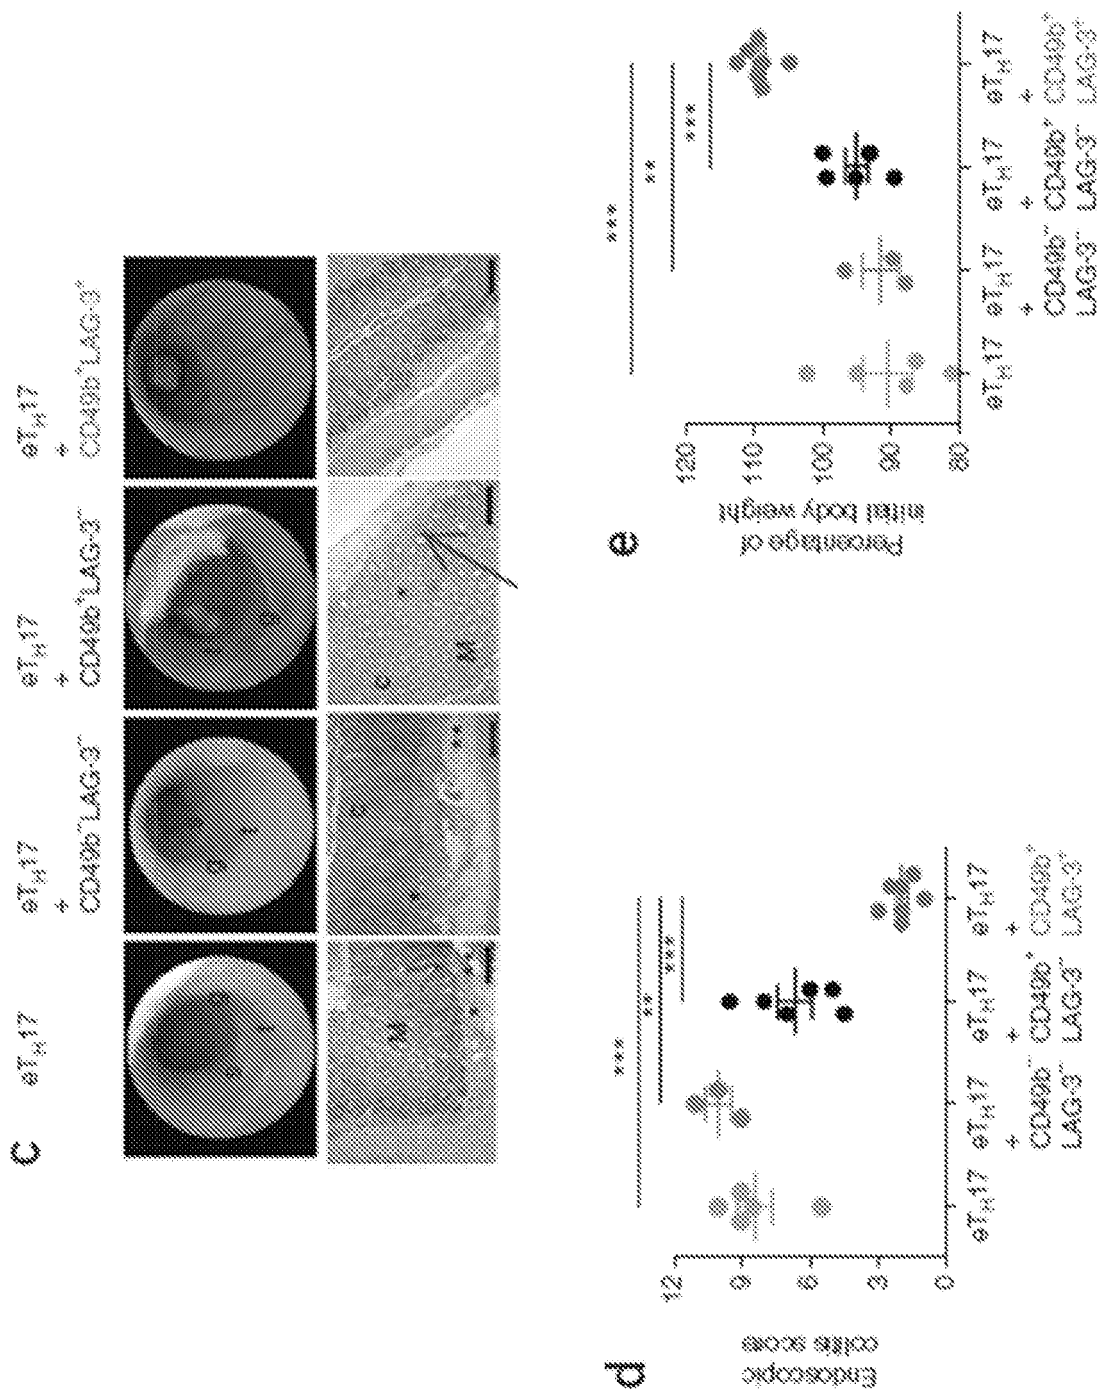 c
eTH17
eTH17
+
CD49b-LAG-3-
eTH17
+
CD49b+LAG-3-
eTH17
+
CD49b+LAG-3+
M
*
**
c
*
**
c
*
M
d
Endoscopic
colitis score
12
9
6
3
0
***
**
***
eTH17
eTH17
+
CD49b-
LAG-3-
eTH17
+
CD49b+
LAG-3-
eTH17
+
CD49b+
LAG-3+
e
Percentage of
initial body weight
120
110
100
90
80
***
**
***
eTH17
eTH17
+
CD49b-
LAG-3-
eTH17
+
CD49b+
LAG-3-
eTH17
+
CD49b+
LAG-3+